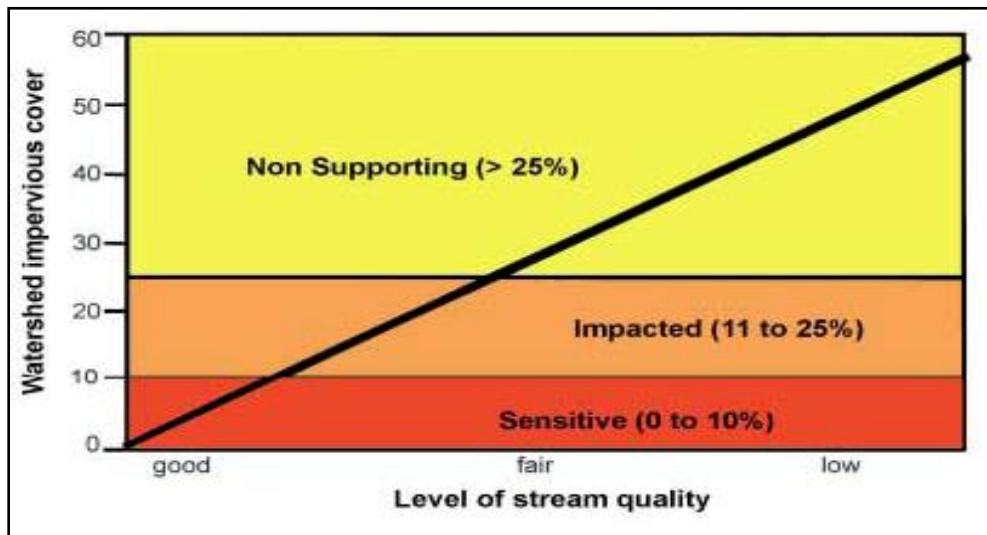 Watershed impervious cover
60
50
40
30
20
10
0
Non Supporting (> 25%)
Impacted (11 to 25%)
Sensitive (0 to 10%)
good fair low
Level of stream quality